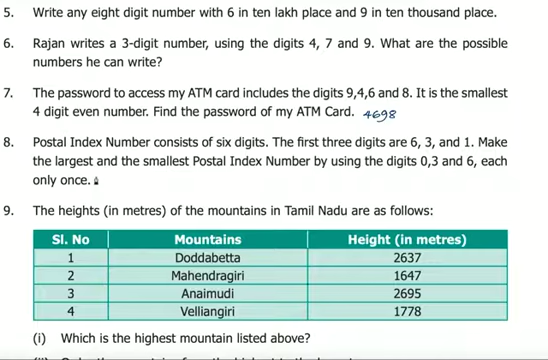 5. Write any eight digit number with 6 in ten lakh place and 9 in ten thousand place.
6. Rajan writes a 3-digit number, using the digits 4, 7 and 9. What are the possible
numbers he can write?
7. The password to access my ATM card includes the digits 9,4,6 and 8. It is the smallest
4 digit even number. Find the password of my ATM Card. 4698
8. Postal Index Number consists of six digits. The first three digits are 6, 3, and 1. Make
the largest and the smallest Postal Index Number by using the digits 0,3 and 6, each
only once.
9. The heights (in metres) of the mountains in Tamil Nadu are as follows:
Sl. No Mountains Height (in metres)
1 Doddabetta 2637
2 Mahendragiri 1647
3 Anaimudi 2695
4 Velliangiri 1778
(i) Which is the highest mountain listed above?